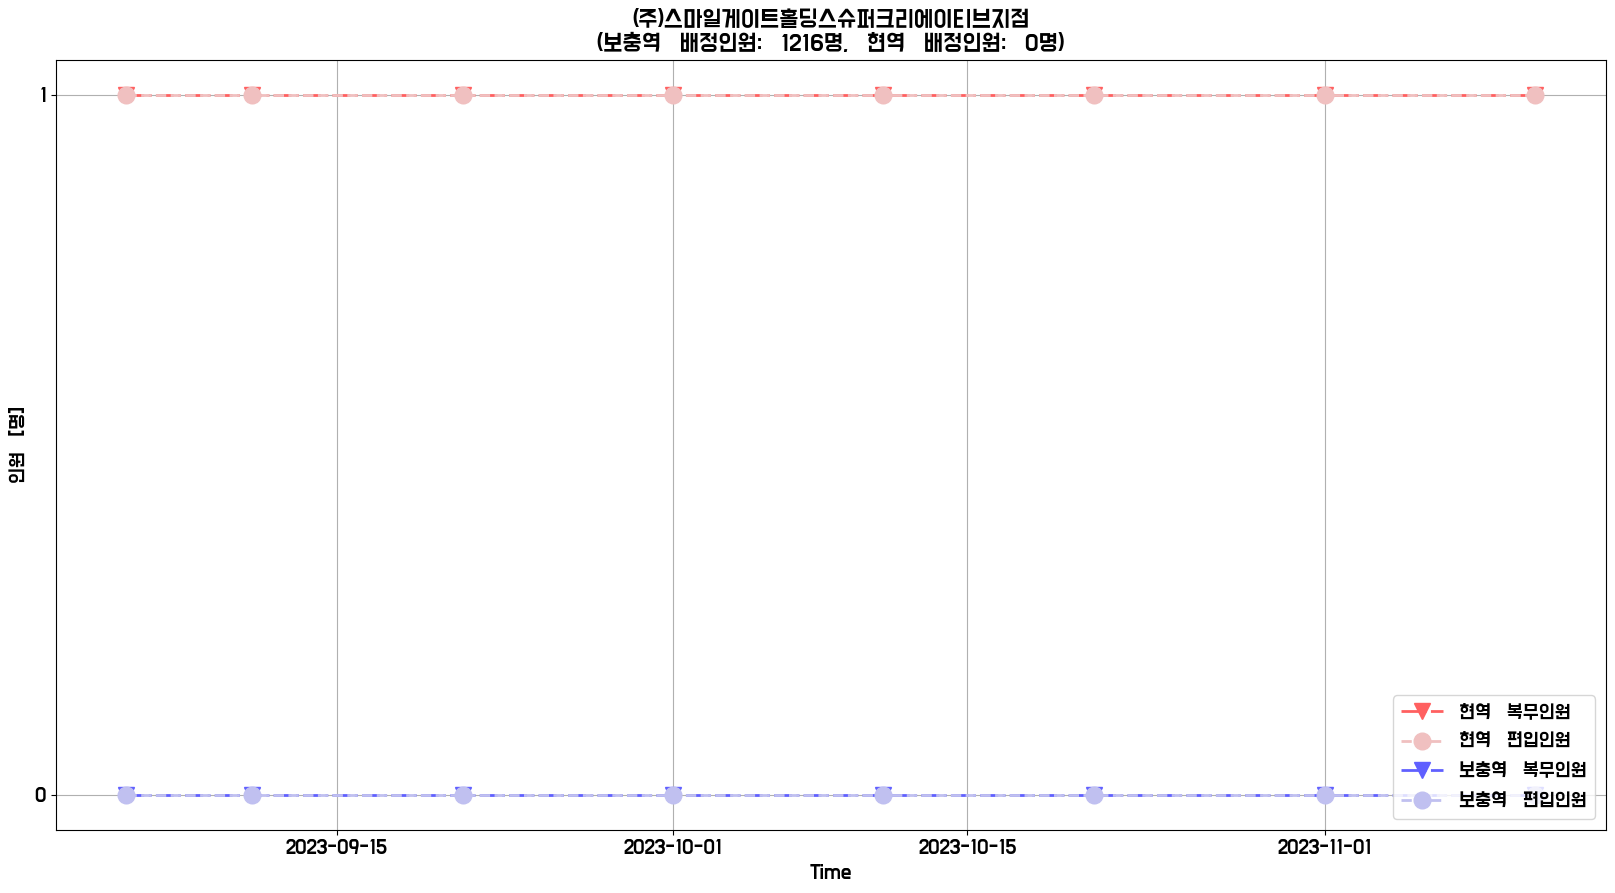 (주)스마일게이트홀딩스슈퍼크리에이티브지점
(보충역 배정인원: 1216명, 현역 배정인원: 0명)
1
인원 [명]
0
현역 복무인원
현역 편입인원
보충역 복무인원
보충역 편입인원
2023-09-15
2023-10-01
2023-10-15
2023-11-01
Time